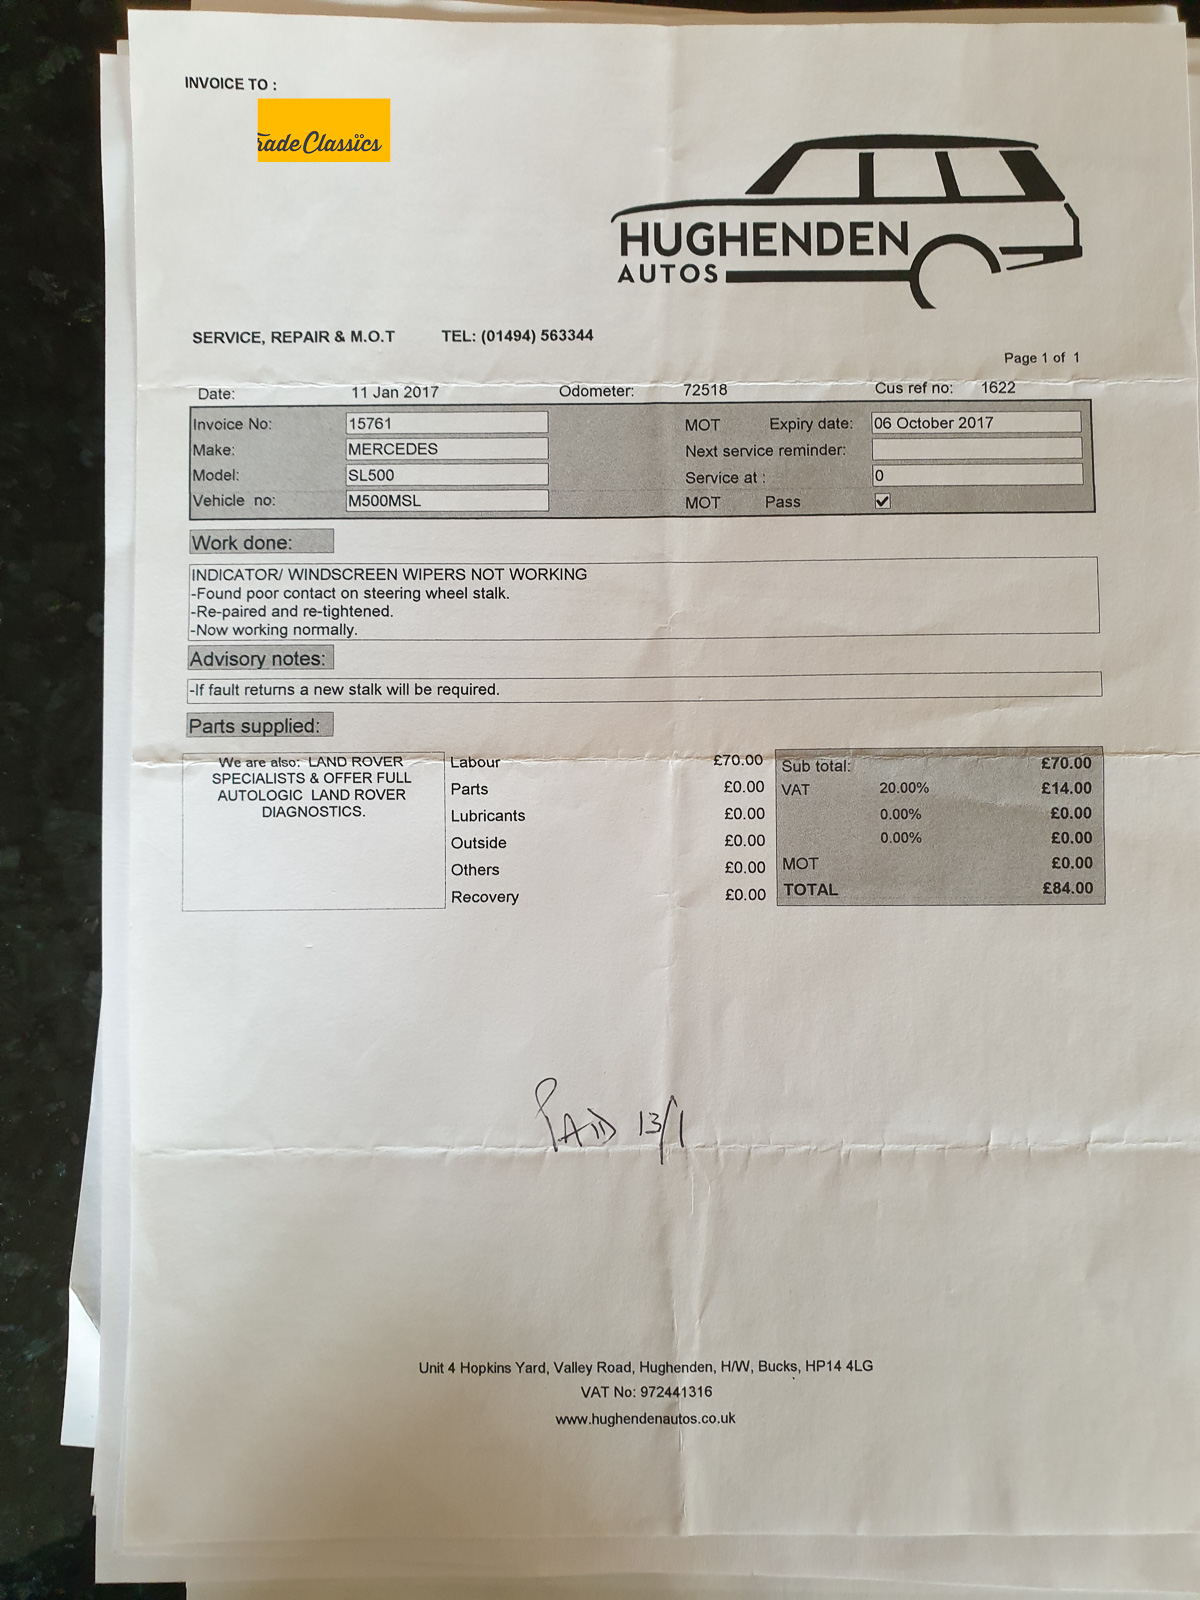 INVOICE TO :
Trade Classics
HUGHENDEN
AUTOS
SERVICE, REPAIR & M.O.T TEL: (01494) 563344
Page 1 of 1
Date: 11 Jan 2017 Odometer: 72518 Cus ref no: 1622
Invoice No: 15761 MOT Expiry date: 06 October 2017
Make: MERCEDES Next service reminder:
Model: SL500 Service at : 0
Vehicle no: M500MSL MOT Pass ✓
Work done:
INDICATOR/ WINDSCREEN WIPERS NOT WORKING
-Found poor contact on steering wheel stalk.
-Re-paired and re-tightened.
-Now working normally.
Advisory notes:
-If fault returns a new stalk will be required.
Parts supplied:
We are also: LAND ROVER
SPECIALISTS & OFFER FULL
AUTOLOGIC LAND ROVER
DIAGNOSTICS.
Labour £70.00
Parts £0.00
Lubricants £0.00
Outside £0.00
Others £0.00
Recovery £0.00
Sub total: £70.00
VAT 20.00% £14.00
0.00% £0.00
0.00% £0.00
MOT £0.00
TOTAL £84.00
PAID 13/1
Unit 4 Hopkins Yard, Valley Road, Hughenden, H/W, Bucks, HP14 4LG
VAT No: 972441316
www.hughendenautos.co.uk